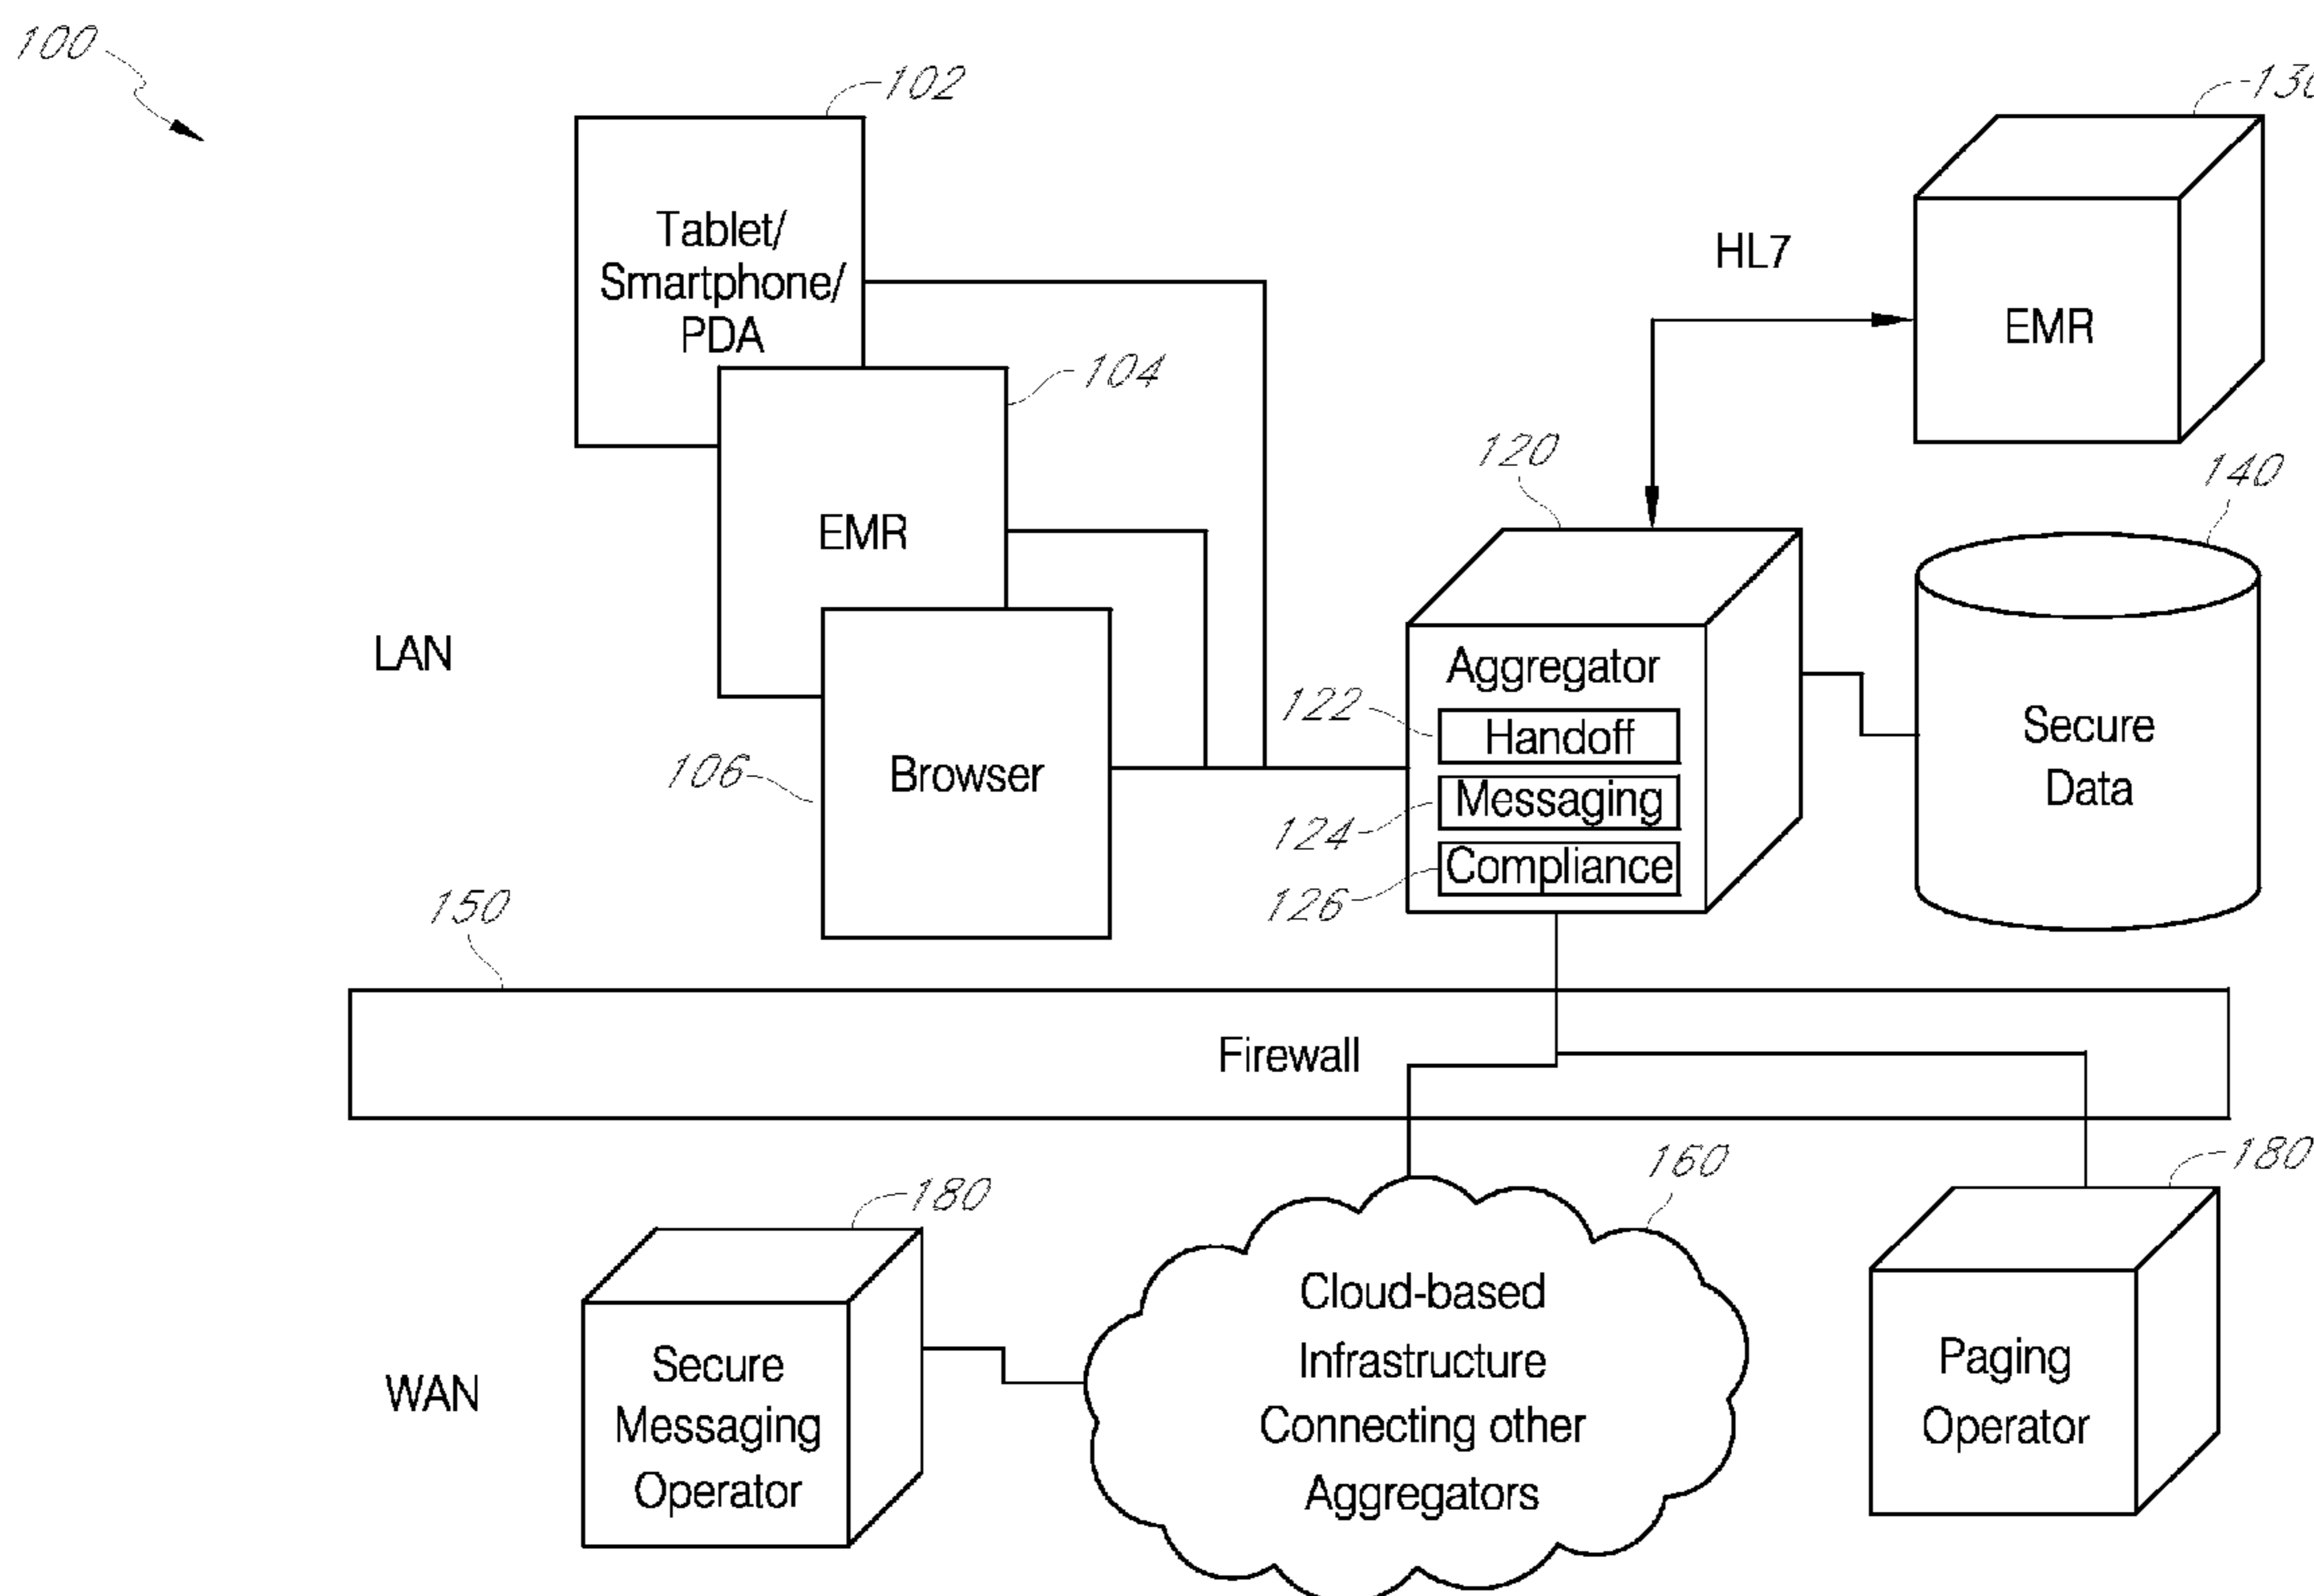 100
102
130
Tablet/
Smartphone/
PDA
HL7
EMR
104
120
140
EMR
LAN
Aggregator
122
Handoff
Secure
Data
106
Browser
124
Messaging
126
Compliance
150
Firewall
160
180
180
Cloud-based
Infrastructure
Connecting other
Aggregators
Secure
Messaging
Operator
WAN
Paging
Operator